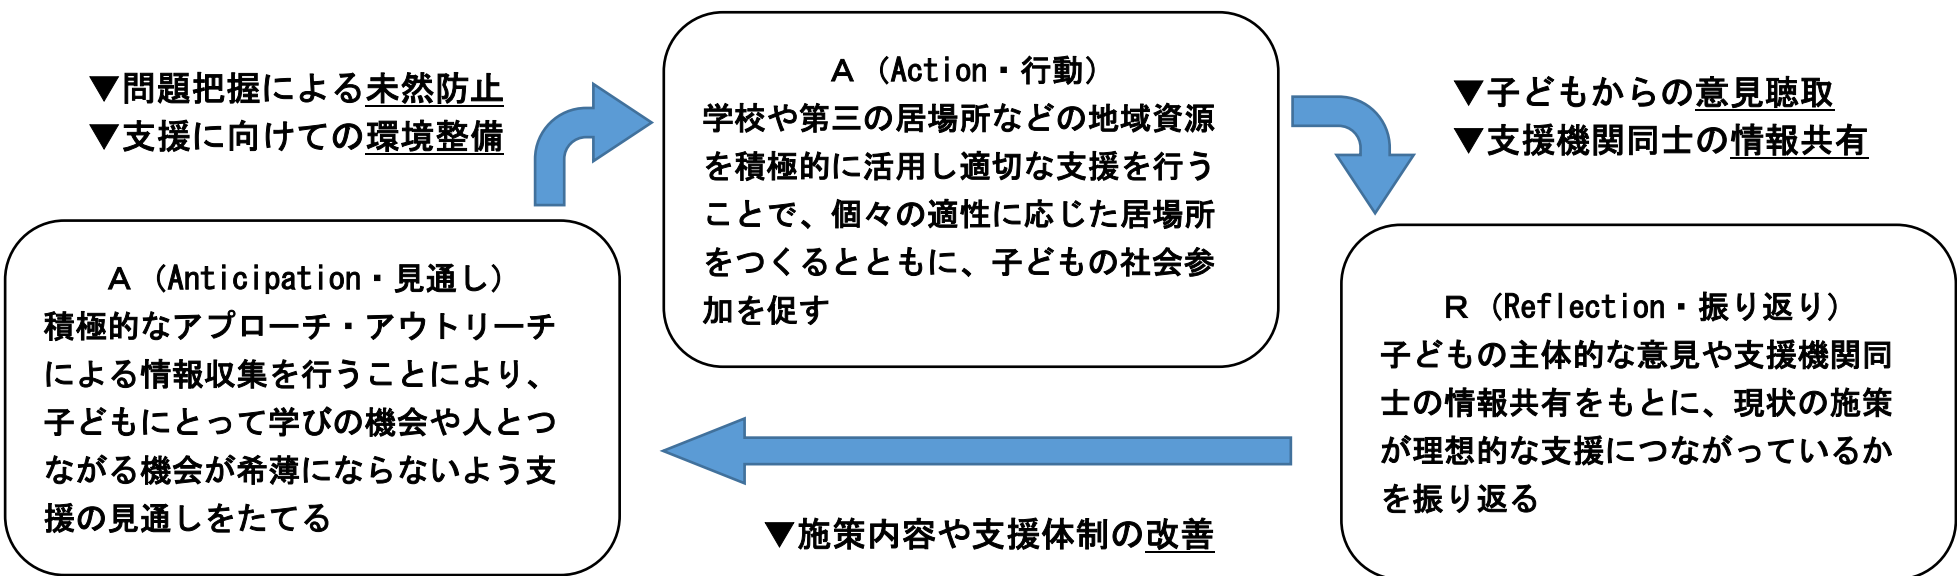 ▼問題把握による未然防止
▼支援に向けての環境整備
A（Action・行動）
学校や第三の居場所などの地域資源
を積極的に活用し適切な支援を行う
ことで、個々の適性に応じた居場所
をつくるとともに、子どもの社会参
加を促す
▼子どもからの意見聴取
▼支援機関同士の情報共有
A（Anticipation・見通し）
積極的なアプローチ・アウトリーチ
による情報収集を行うことにより、
子どもにとって学びの機会や人とつ
ながる機会が希薄にならないよう支
援の見通しをたてる
R（Reflection・振り返り）
子どもの主体的な意見や支援機関同
士の情報共有をもとに、現状の施策
が理想的な支援につながっているか
を振り返る
▼施策内容や支援体制の改善